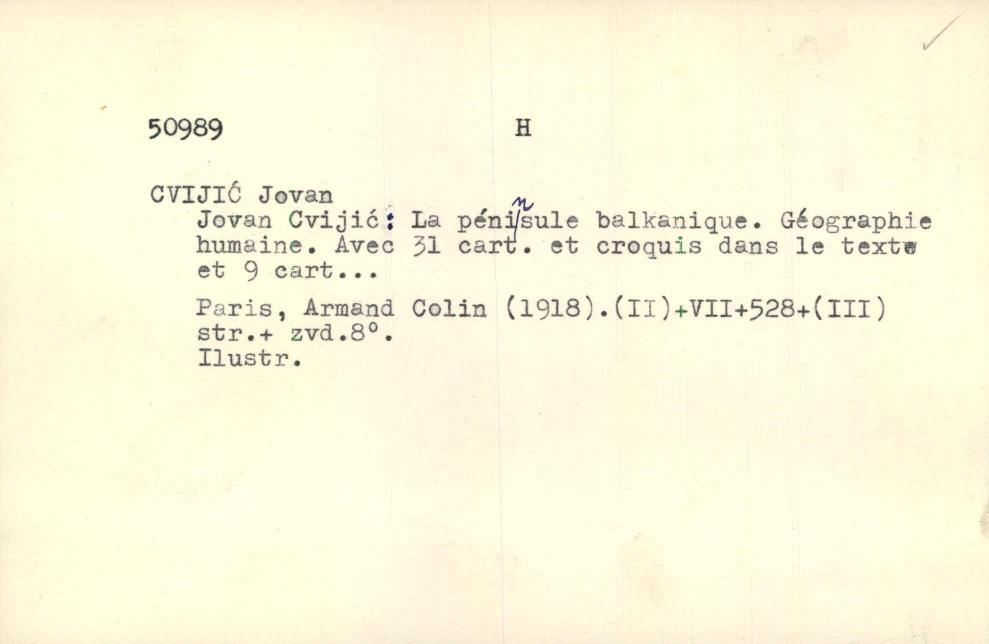 50989 H
CVIJIĆ Jovan
Jovan Cvijić: La péninsule balkanique. Géographie
humaine. Avec 31 cart. et croquis dans le texte
et 9 cart...
Paris, Armand Colin (1918).(II)+VII+528+(III)
str.+ zvd.8°.
Ilustr.